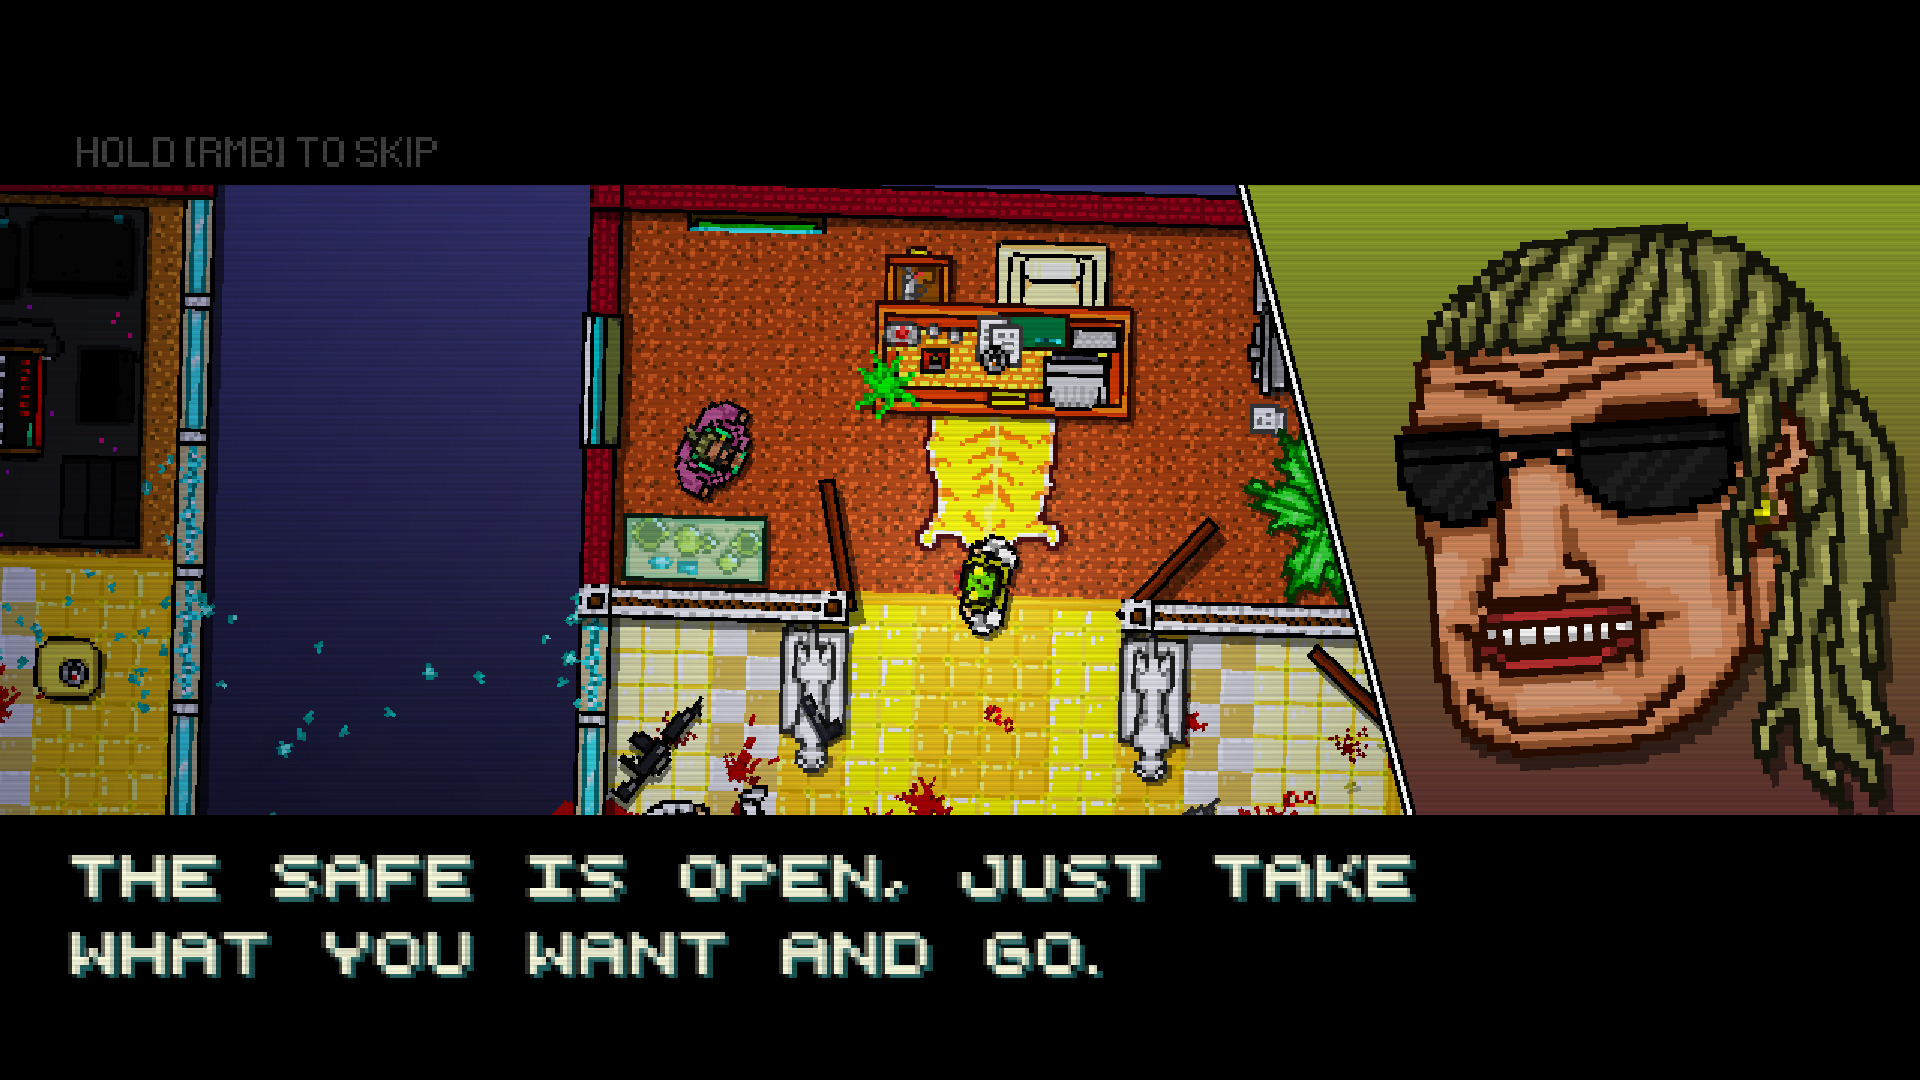 HOLD [RMB] TO SKIP
THE SAFE IS OPEN, JUST TAKE
WHAT YOU WANT AND GO.